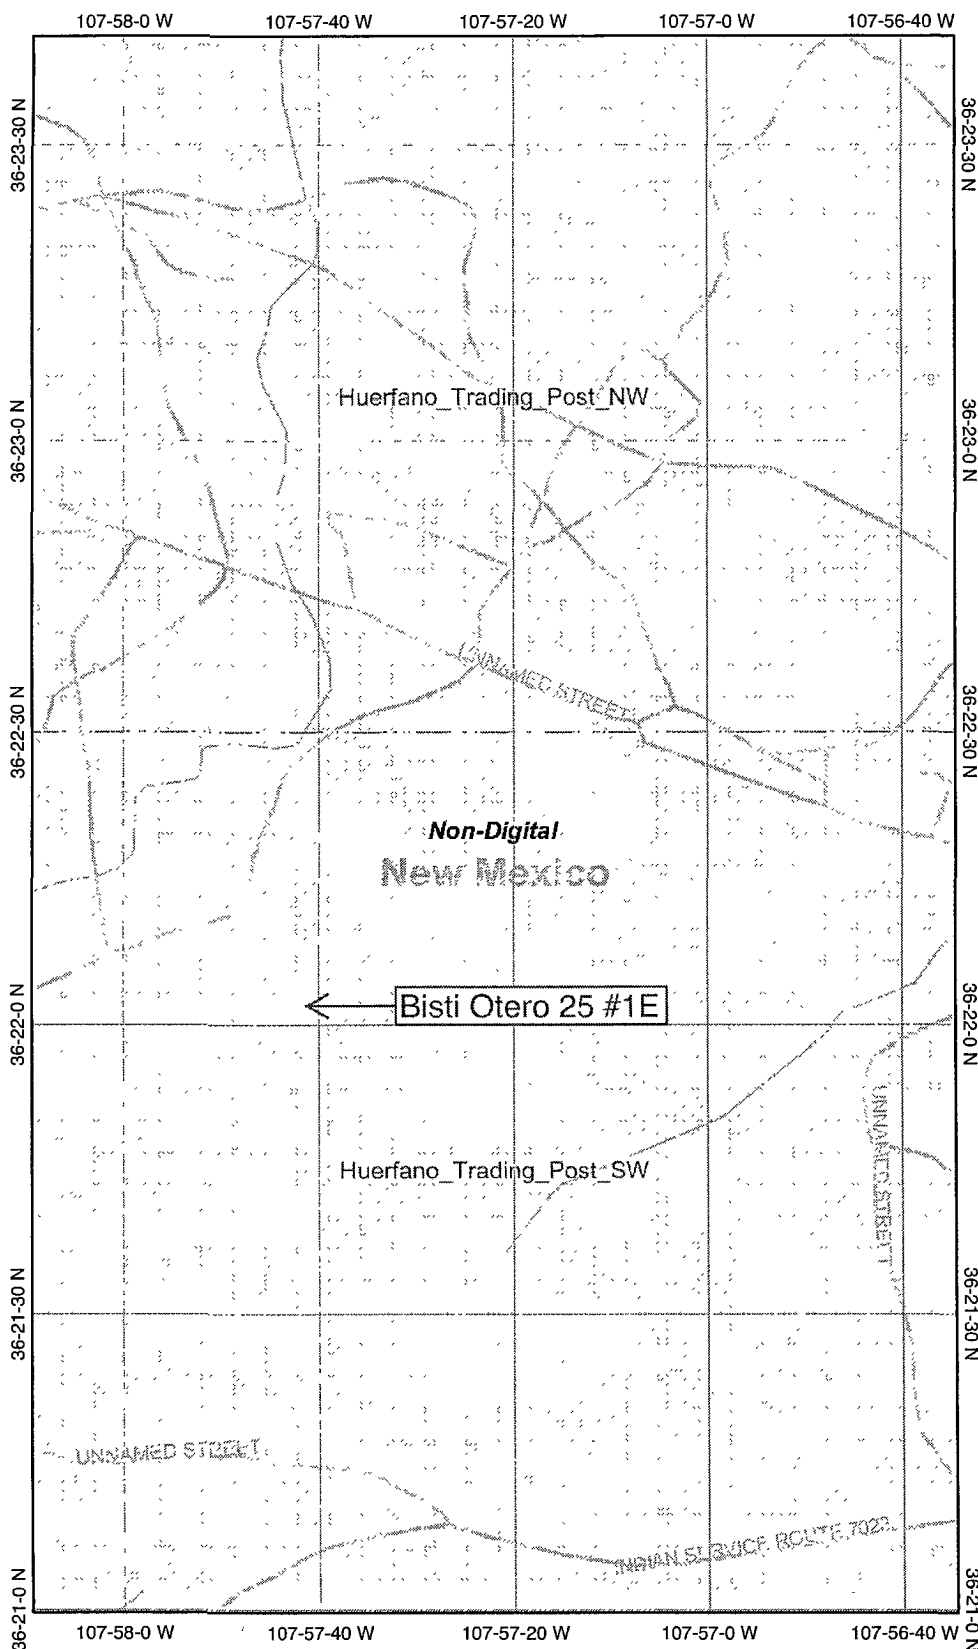 107-58-0 W 107-57-40 W 107-57-20 W 107-57-0 W 107-56-40 W
36-23-30 N 36-23-30 N
Huerfano_Trading_Post_NW
36-23-0 N 36-23-0 N
UNNAMED STREET
36-22-30 N 36-22-30 N
Non-Digital
New Mexico
Bisti Otero 25 #1E
36-22-0 N 36-22-0 N
UNNAMED STREET
Huerfano_Trading_Post_SW
36-21-30 N 36-21-30 N
UNNAMED STREET
INDIAN SERVICE ROUTE 7023
36-21-0 N 36-21-0 N
107-58-0 W 107-57-40 W 107-57-20 W 107-57-0 W 107-56-40 W